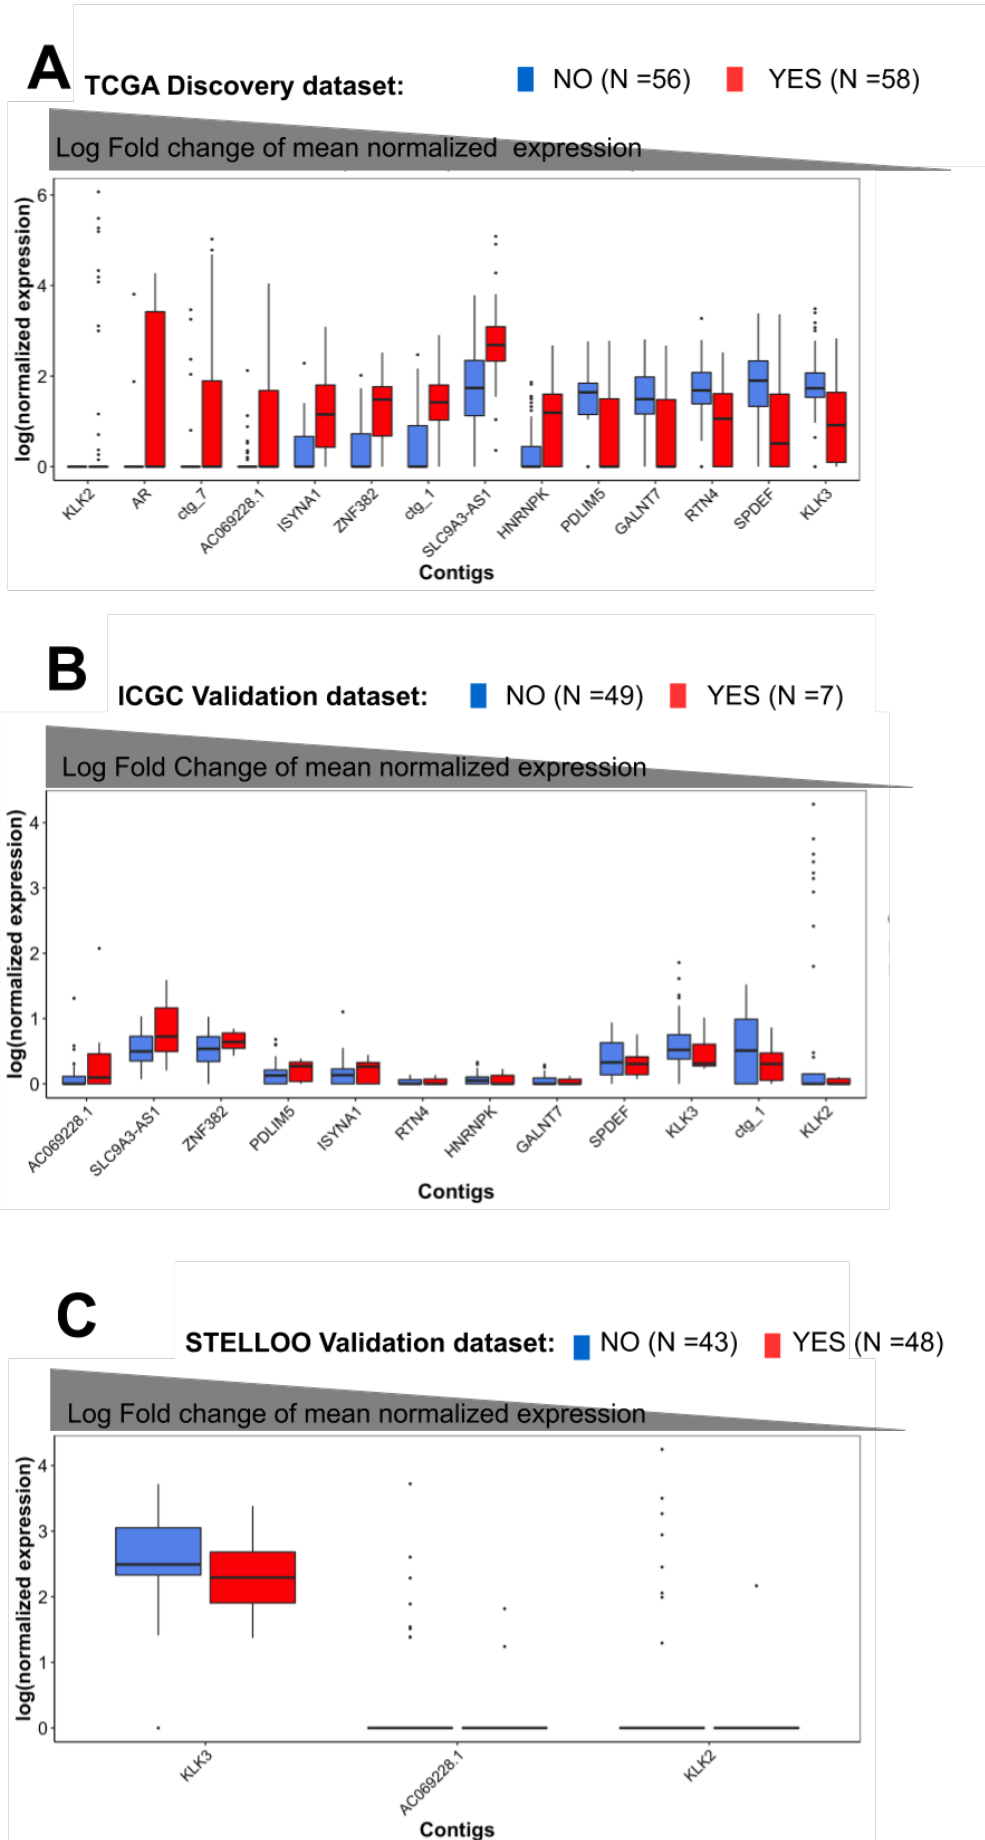 A
TCGA Discovery dataset:
NO (N =56)
YES (N =58)
Log Fold change of mean normalized expression
log(normalized expression)
6
4
2
0
KLK2
AR
ctg_7
AC069228.1
ISYNA1
ZNF382
ctg_1
SLC9A3-AS1
HNRNPK
PDLIM5
GALNT7
RTN4
SPDEF
KLK3
Contigs
B
ICGC Validation dataset:
NO (N =49)
YES (N =7)
Log Fold Change of mean normalized expression
log(normalized expression)
4
3
2
1
0
AC069228.1
SLC9A3-AS1
ZNF382
PDLIM5
ISYNA1
RTN4
HNRNPK
GALNT7
SPDEF
KLK3
ctg_1
KLK2
Contigs
C
STELLOO Validation dataset:
NO (N =43)
YES (N =48)
Log Fold change of mean normalized expression
log(normalized expression)
4
3
2
1
0
KLK3
AC069228.1
KLK2
Contigs